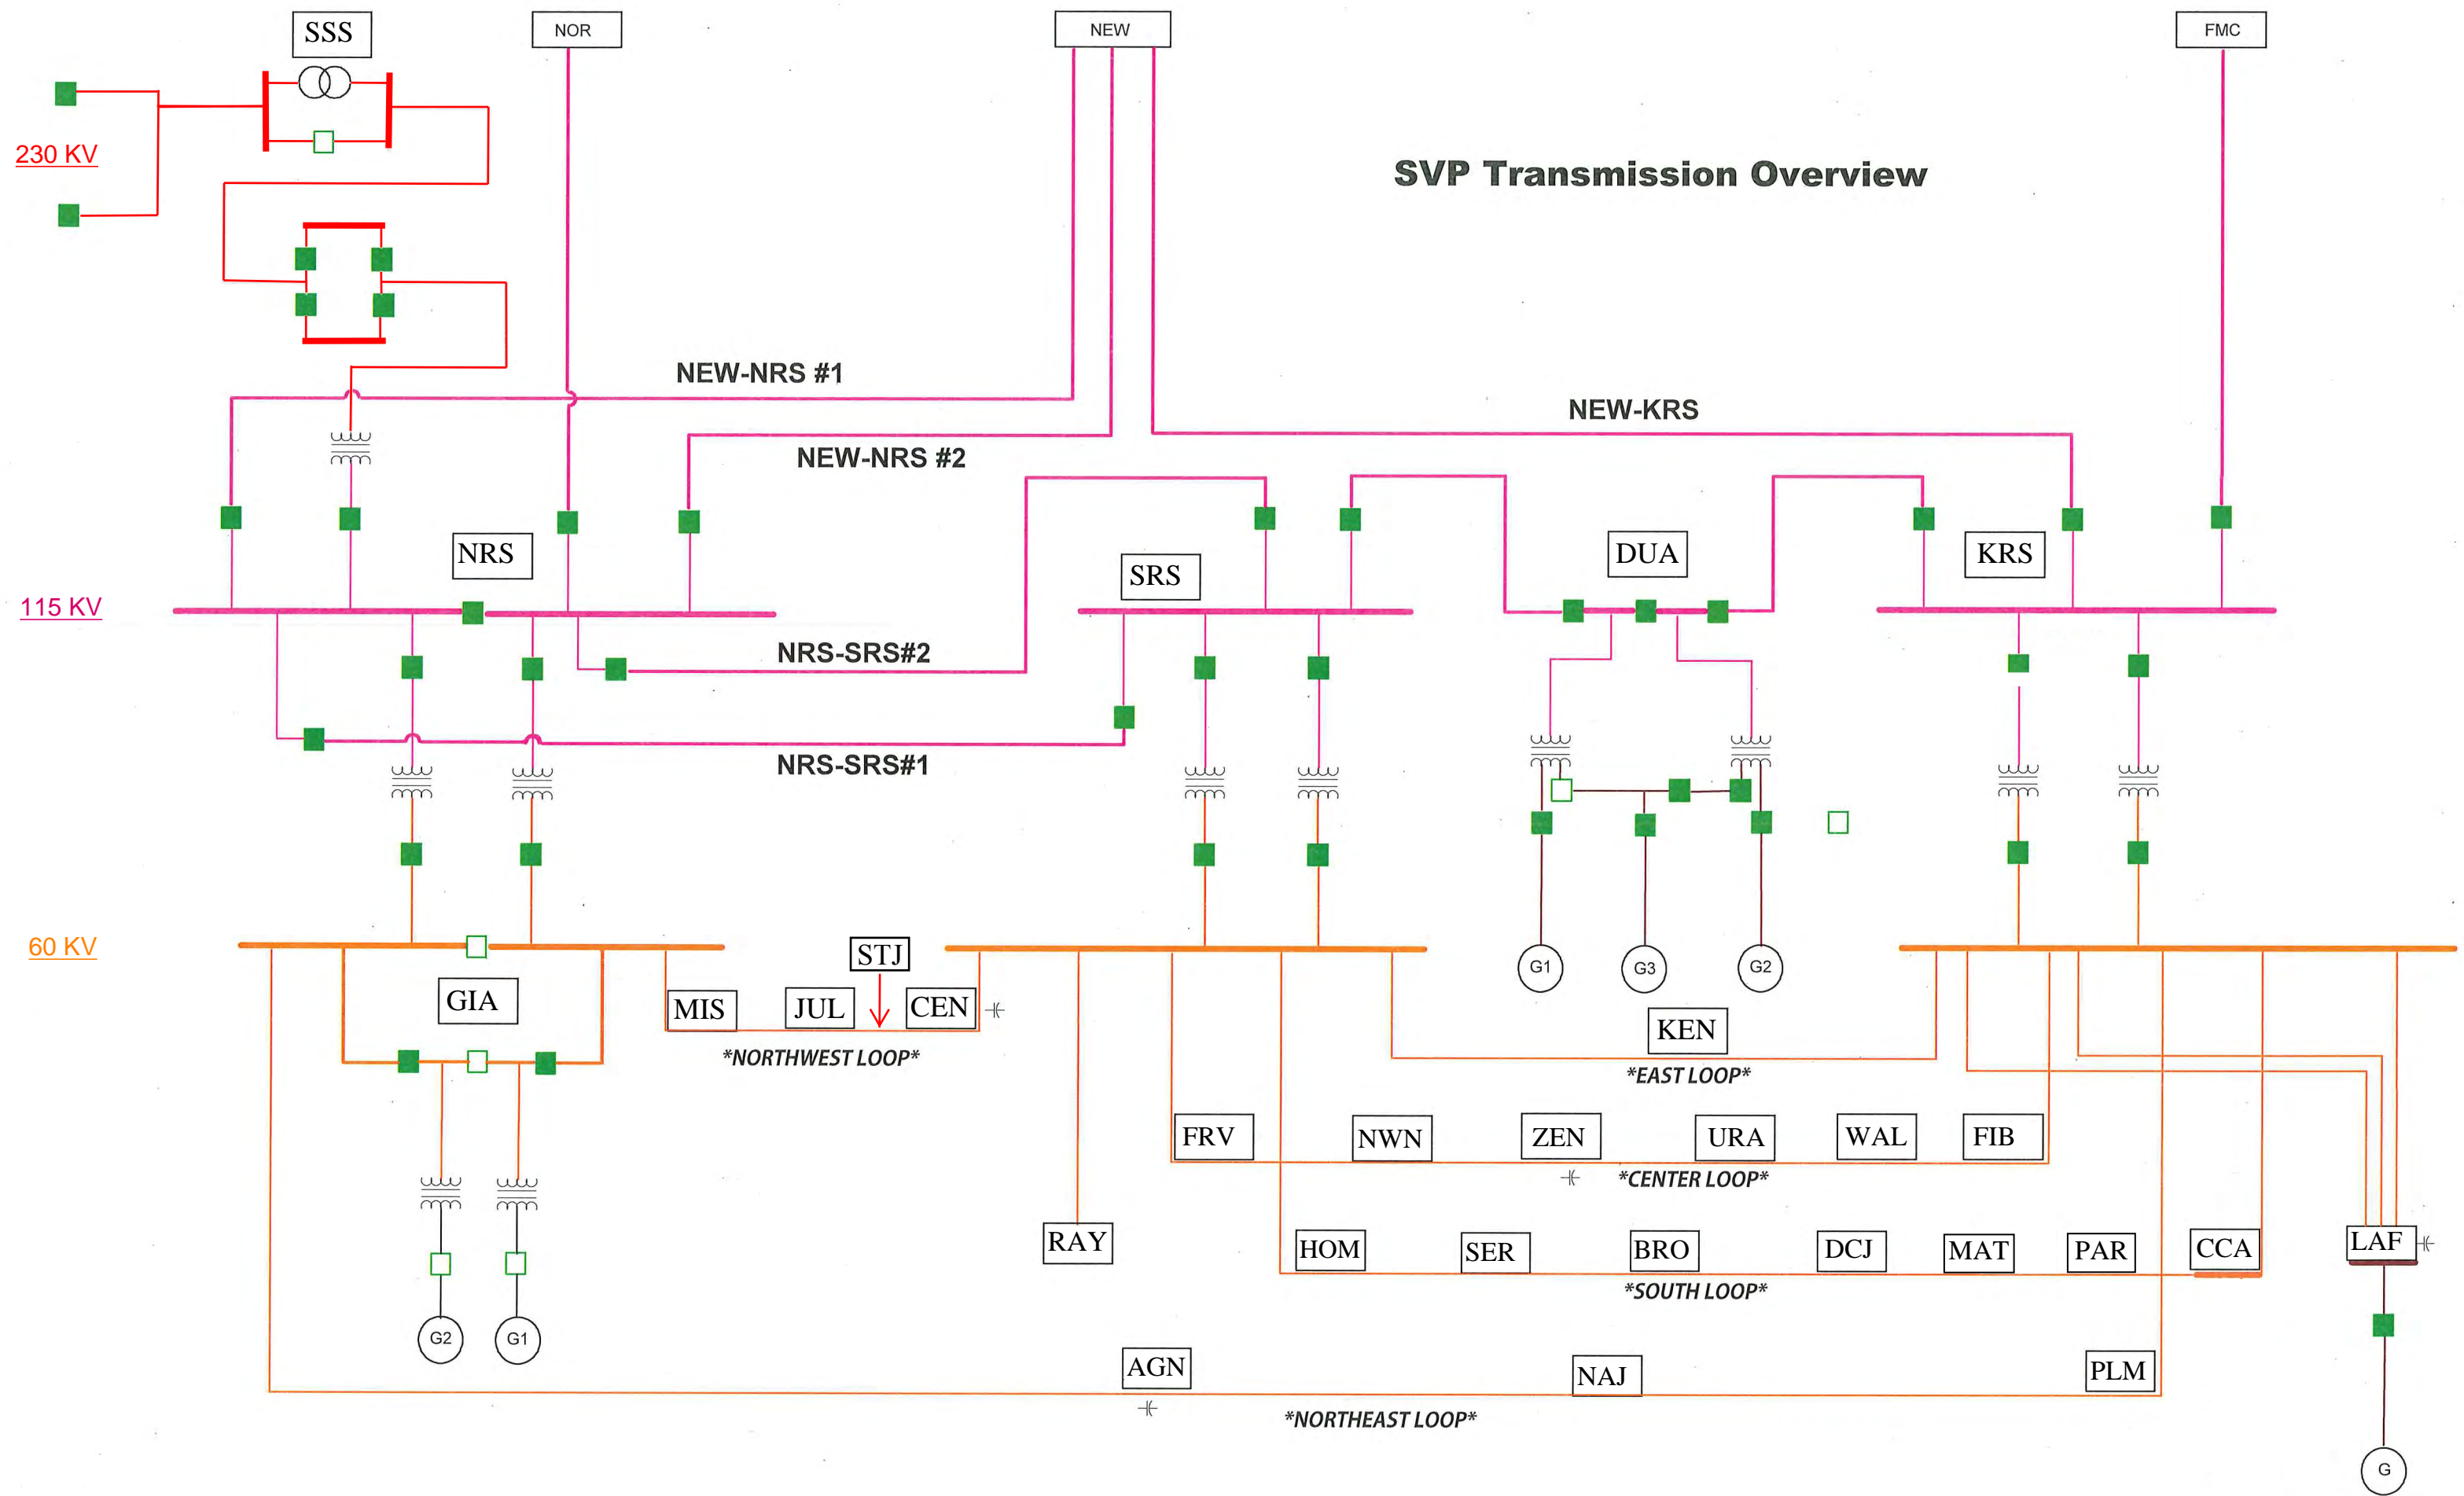 SSS
NOR
NEW
FMC
230 KV
SVP Transmission Overview
NEW-NRS #1
NEW-KRS
NEW-NRS #2
NRS
SRS
DUA
KRS
115 KV
NRS-SRS#2
NRS-SRS#1
60 KV
STJ
G1
G3
G2
GIA
MIS
JUL
CEN
KEN
*NORTHWEST LOOP*
*EAST LOOP*
FRV
NWN
ZEN
URA
WAL
FIB
*CENTER LOOP*
RAY
HOM
SER
BRO
DCJ
MAT
PAR
CCA
LAF
*SOUTH LOOP*
G2
G1
AGN
NAJ
PLM
*NORTHEAST LOOP*
G